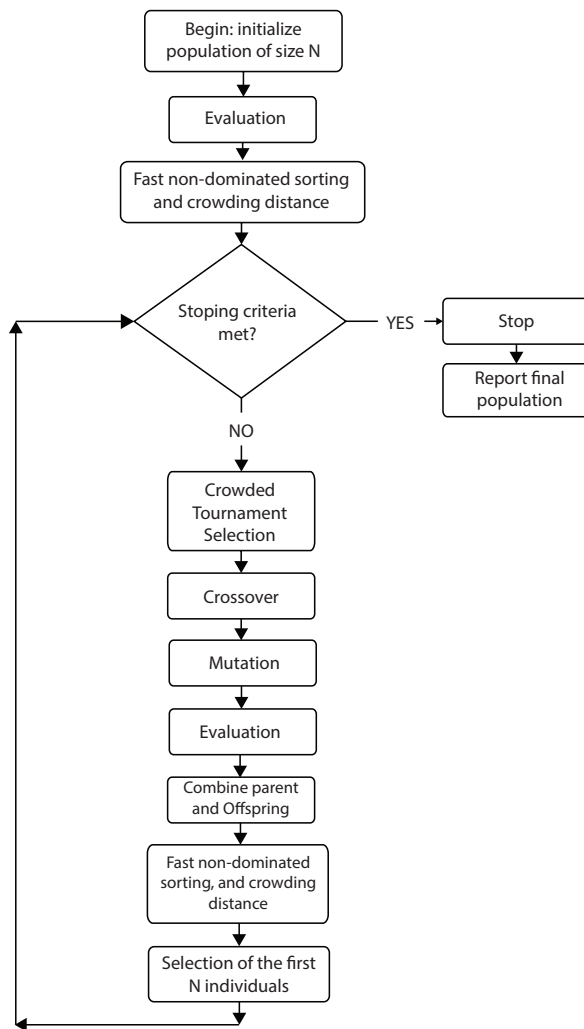 Begin: initialize
population of size N
Evaluation
Fast non-dominated sorting
and crowding distance
Stoping criteria
met?
YES
Stop
Report final
population
NO
Crowded
Tournament
Selection
Crossover
Mutation
Evaluation
Combine parent
and Offspring
Fast non-dominated
sorting, and crowding
distance
Selection of the first
N individuals